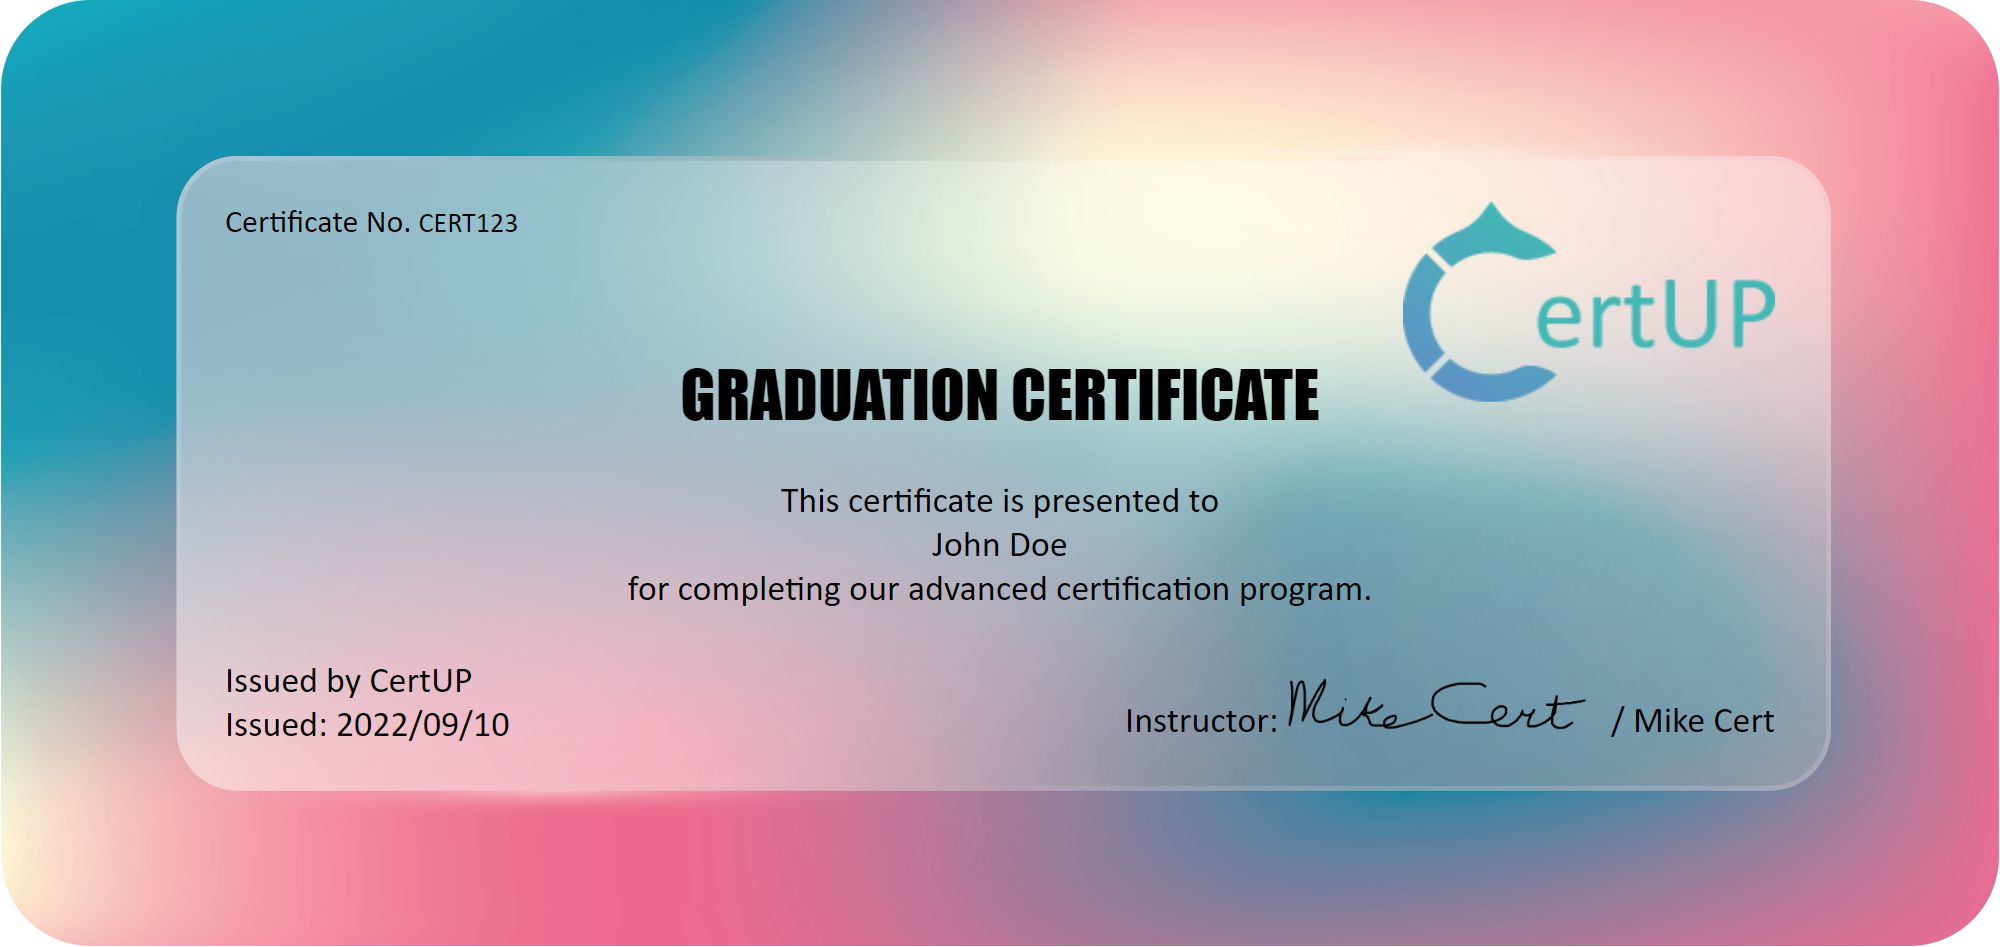 Certificate No. CERT123
CertUP
GRADUATION CERTIFICATE
This certificate is presented to
John Doe
for completing our advanced certification program.
Issued by CertUP
Issued: 2022/09/10
Instructor: Mike Cert / Mike Cert